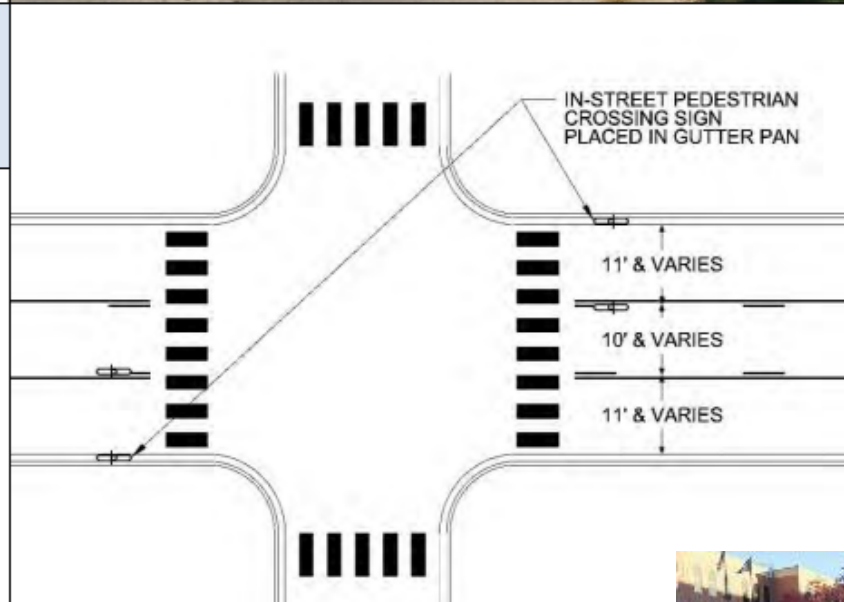 IN-STREET PEDESTRIAN
CROSSING SIGN
PLACED IN GUTTER PAN
11' & VARIES
10' & VARIES
11' & VARIES